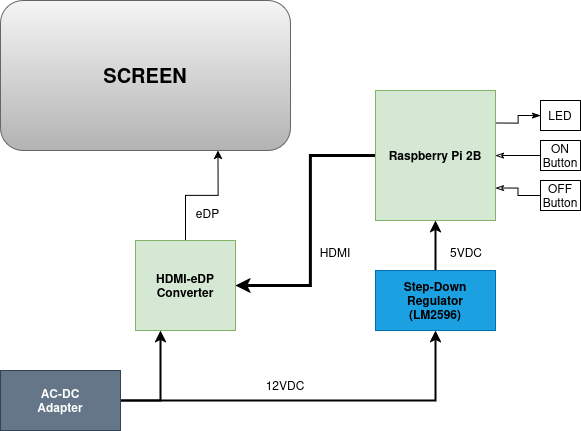 SCREEN
Raspberry Pi 2B
LED
ON
Button
OFF
Button
eDP
HDMI
5VDC
HDMI-eDP
Converter
Step-Down
Regulator
(LM2596)
12VDC
AC-DC
Adapter